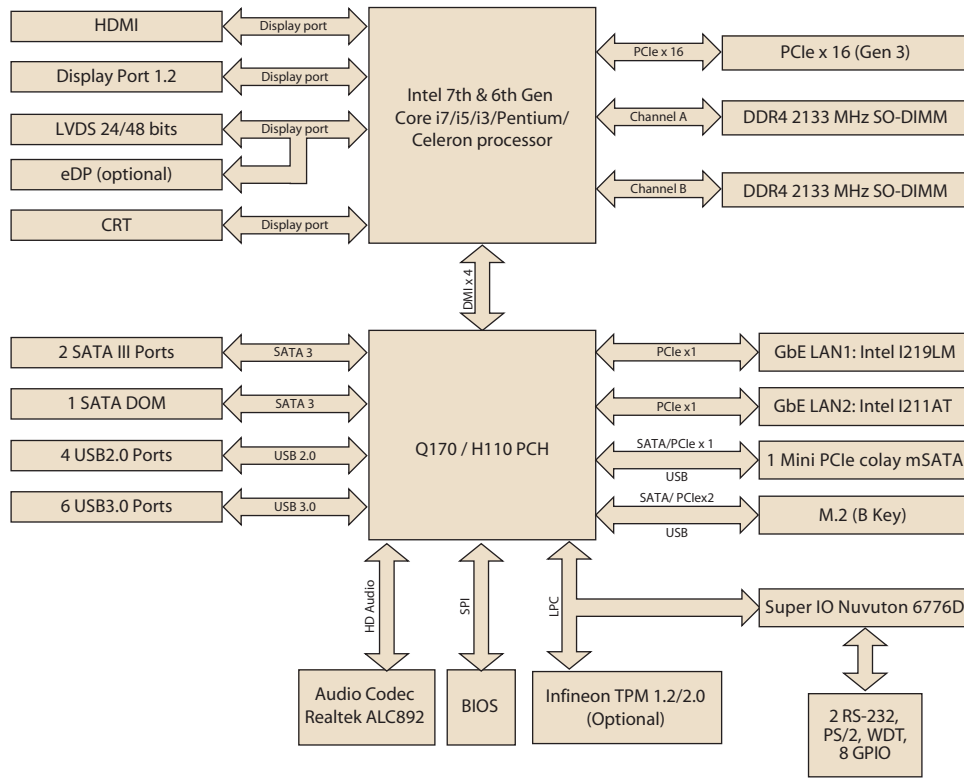 HDMI
Display port
Display Port 1.2
Display port
LVDS 24/48 bits
Display port
eDP (optional)
CRT
Display port
Intel 7th & 6th Gen
Core i7/i5/i3/Pentium/
Celeron processor
PCIe x 16
PCIe x 16 (Gen 3)
Channel A
DDR4 2133 MHz SO-DIMM
Channel B
DDR4 2133 MHz SO-DIMM
DMI x 4
2 SATA III Ports
SATA 3
1 SATA DOM
SATA 3
4 USB2.0 Ports
USB 2.0
6 USB3.0 Ports
USB 3.0
Q170 / H110 PCH
PCIe x1
GbE LAN1: Intel I219LM
PCIe x1
GbE LAN2: Intel I211AT
SATA/PCIe x 1
USB
1 Mini PCIe colay mSATA
SATA/ PCIex2
USB
M.2 (B Key)
HD Audio
SPI
LPC
Super IO Nuvuton 6776D
Audio Codec
Realtek ALC892
BIOS
Infineon TPM 1.2/2.0
(Optional)
2 RS-232,
PS/2, WDT,
8 GPIO